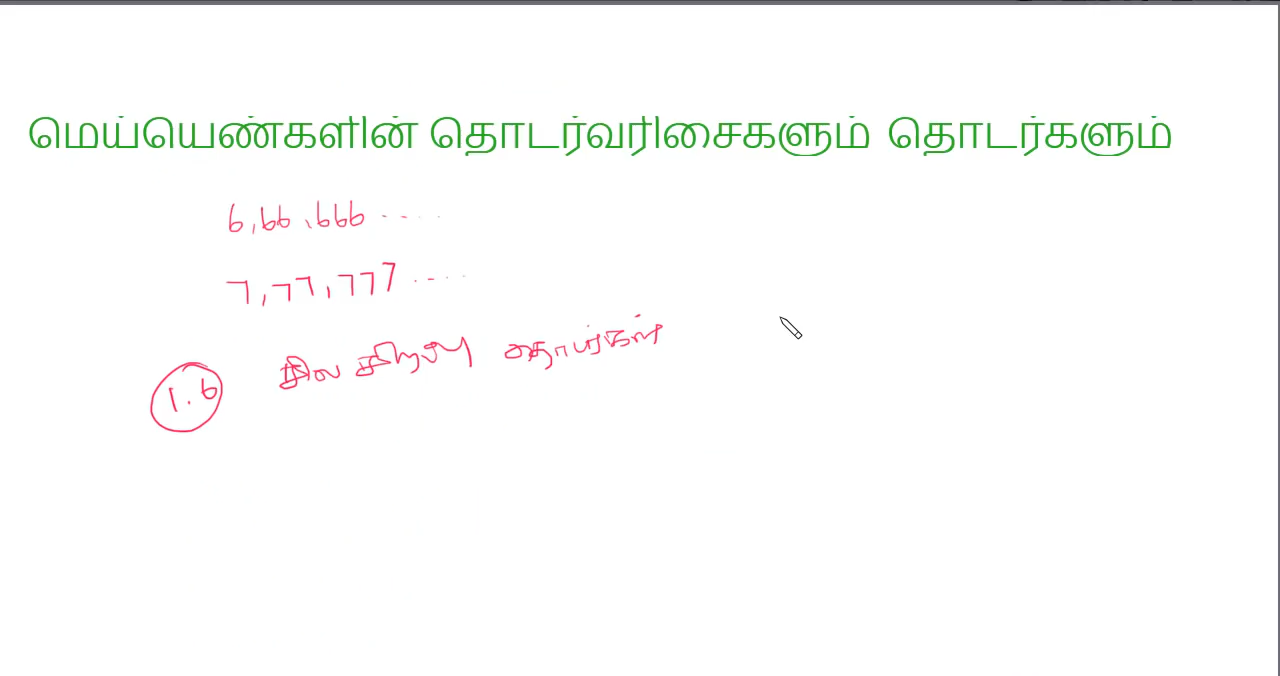 மெய்யெண்களின் தொடர்வரிசைகளும் தொடர்களும்
6, 66, 666 ....
7, 77, 777 ....
1.6 சில சிறப்பு தொடர்கள்